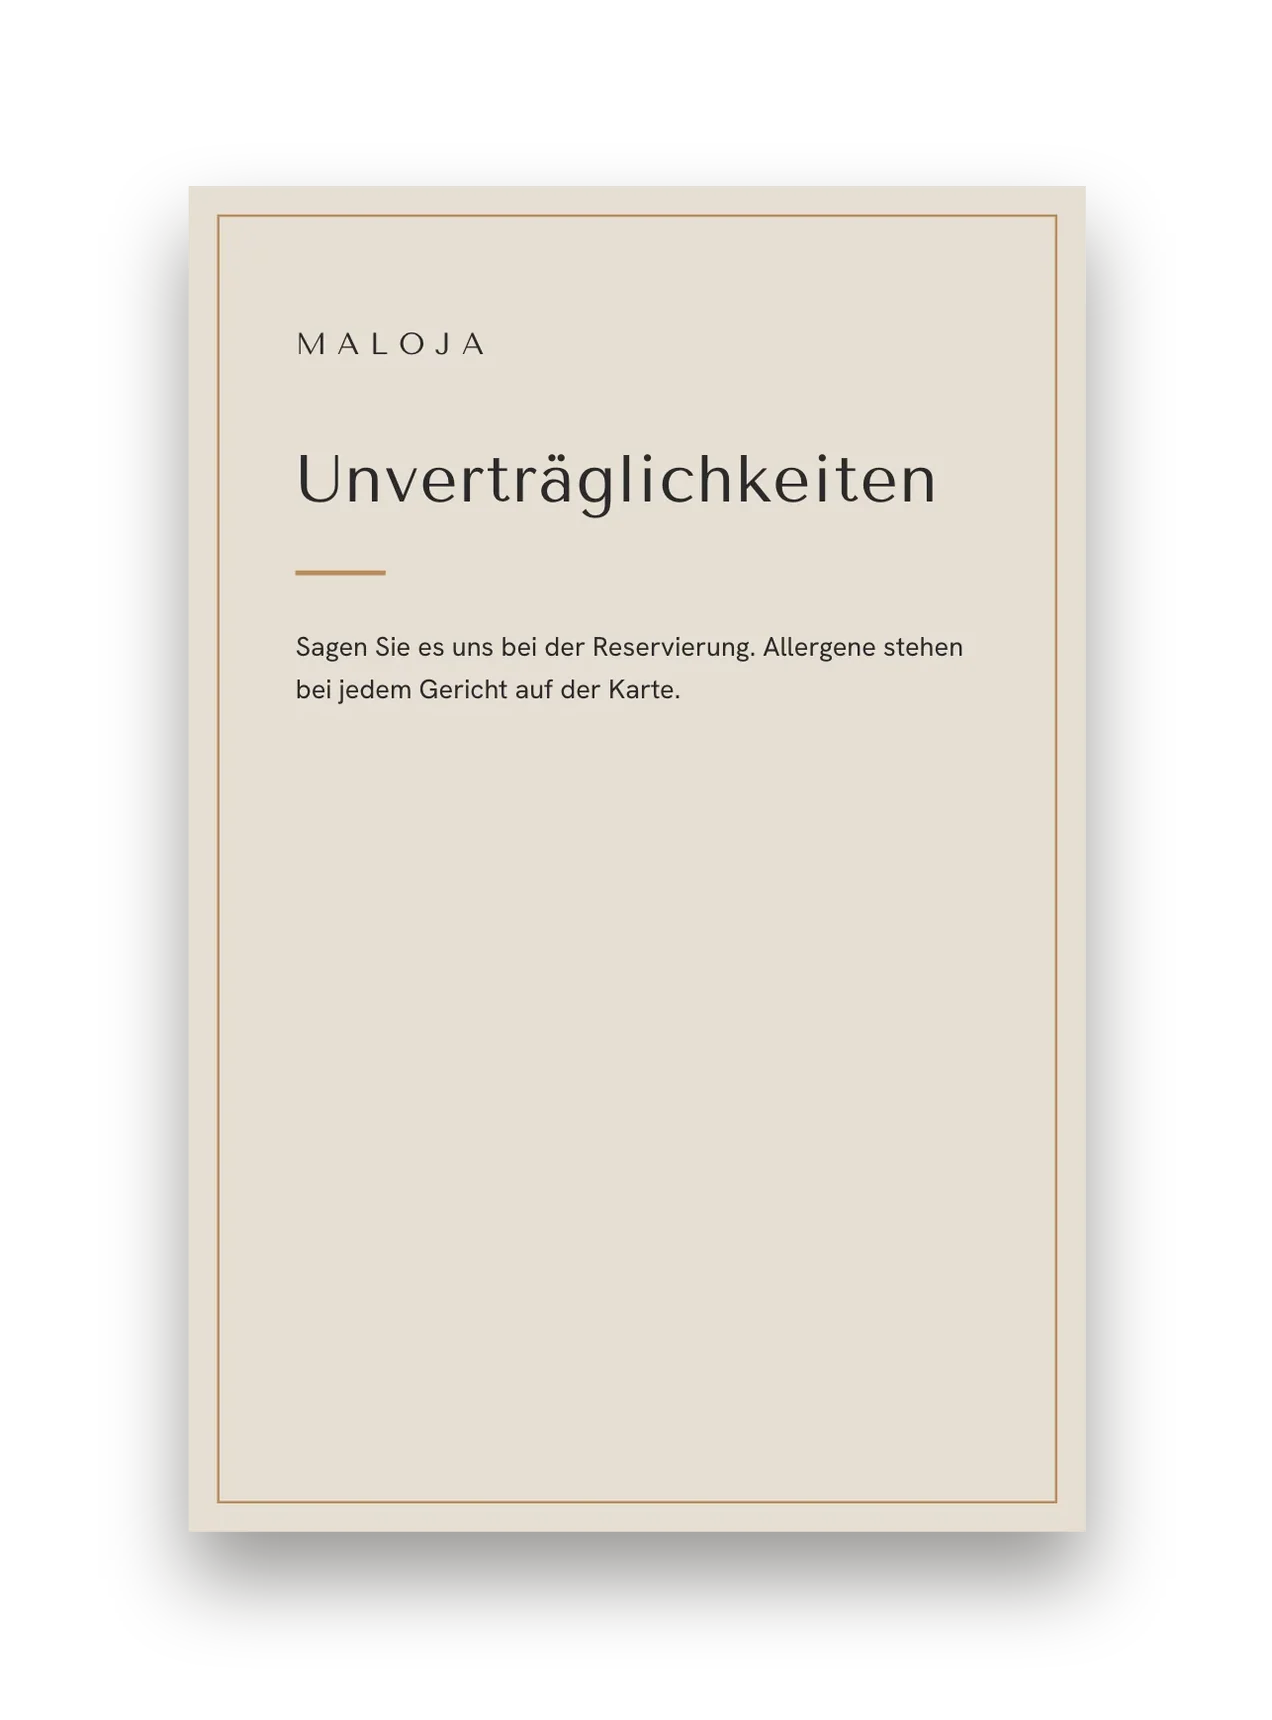 MALOJA
Unverträglichkeiten
Sagen Sie es uns bei der Reservierung. Allergene stehen
bei jedem Gericht auf der Karte.